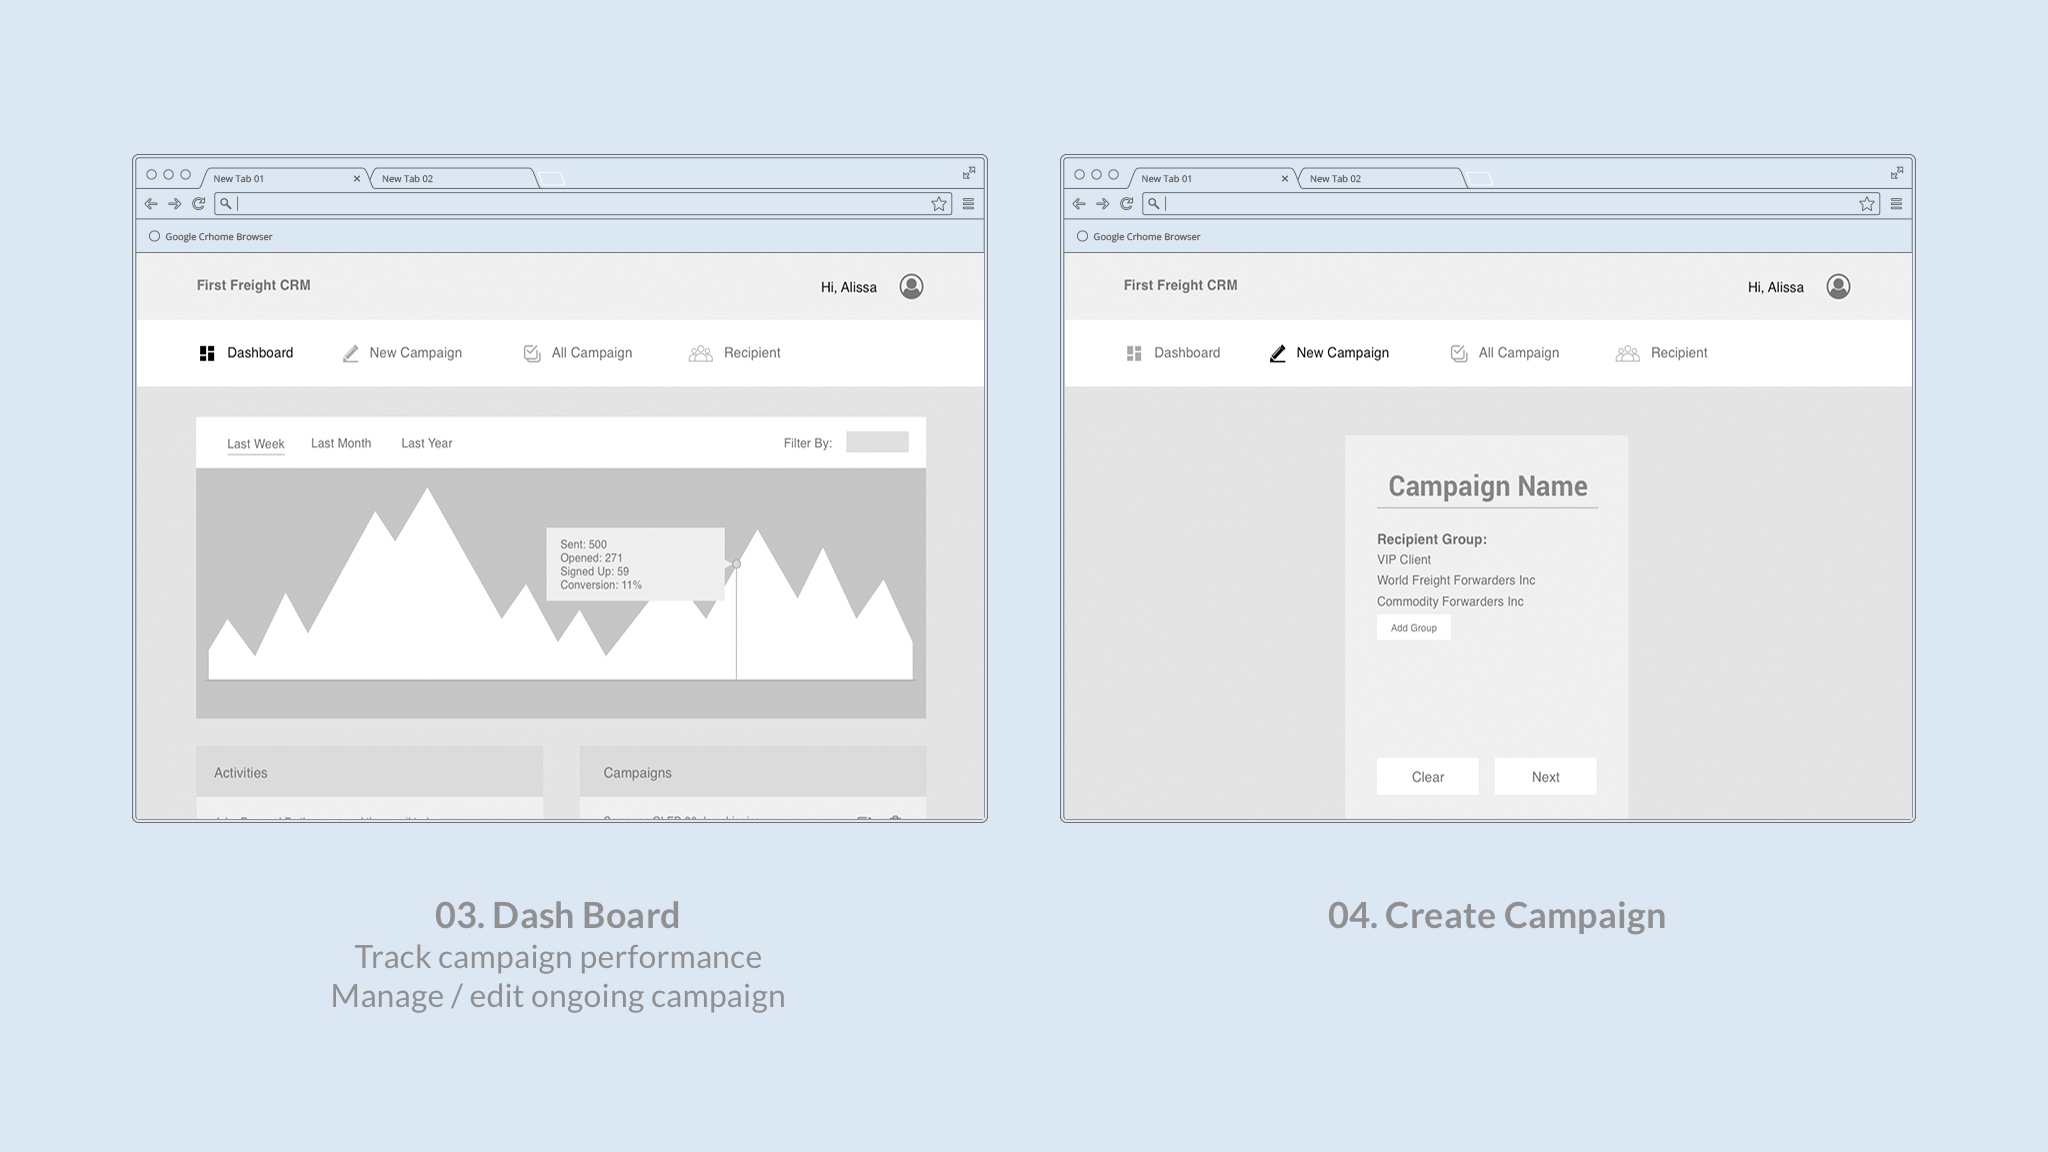 New Tab 01
New Tab 02
Google Crhome Browser
First Freight CRM
Hi, Alissa
Dashboard
New Campaign
All Campaign
Recipient
Last Week
Last Month
Last Year
Filter By:
Sent: 500
Opened: 271
Signed Up: 59
Conversion: 11%
Activities
Campaigns
03. Dash Board
Track campaign performance
Manage / edit ongoing campaign
New Tab 01
New Tab 02
Google Crhome Browser
First Freight CRM
Hi, Alissa
Dashboard
New Campaign
All Campaign
Recipient
Campaign Name
Recipient Group:
VIP Client
World Freight Forwarders Inc
Commodity Forwarders Inc
Add Group
Clear
Next
04. Create Campaign